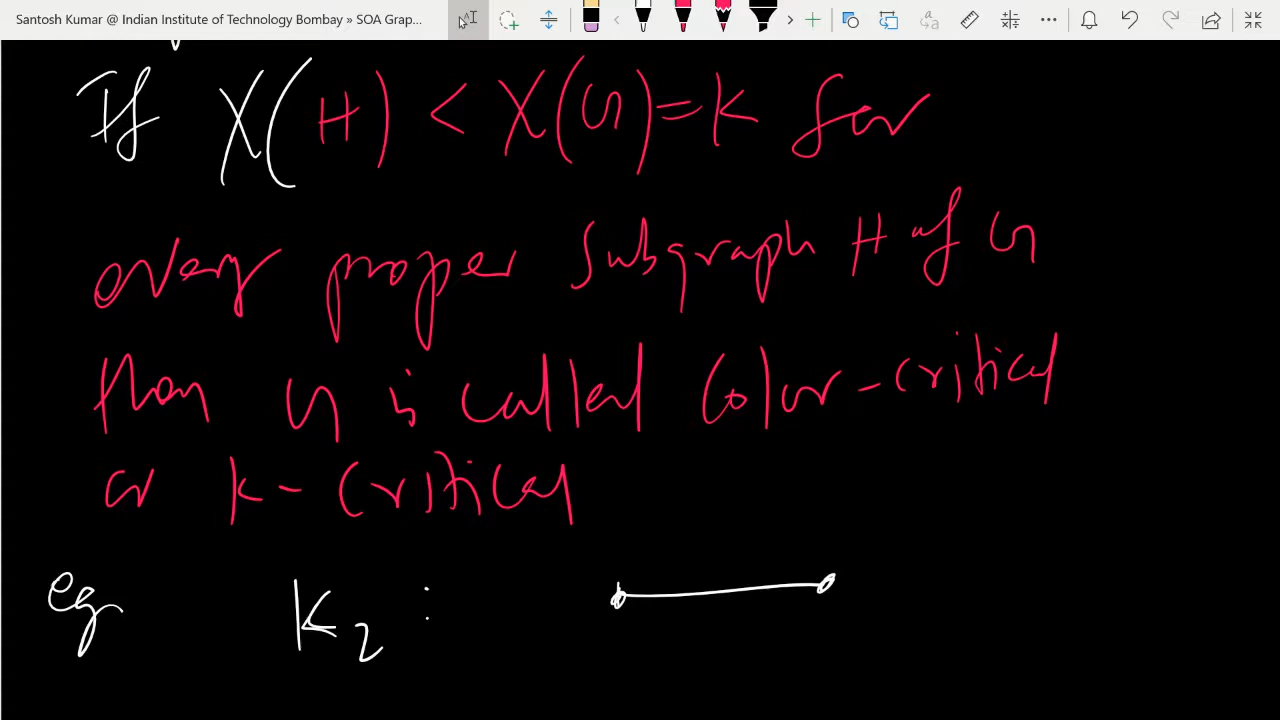 Santosh Kumar @ Indian Institute of Technology Bombay » SOA Grap...
If χ(H) < χ(G) = k for
every proper subgraph H of G
then G is called Color-critical
or k-critical
eg K₂ :